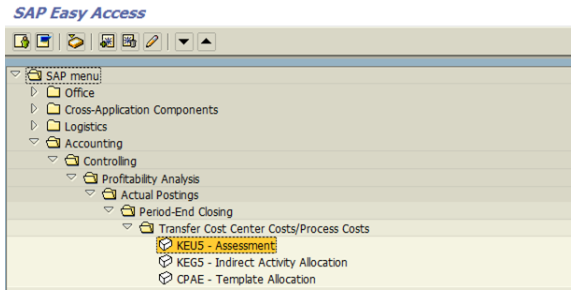 SAP Easy Access
SAP menu
Office
Cross-Application Components
Logistics
Accounting
Controlling
Profitability Analysis
Actual Postings
Period-End Closing
Transfer Cost Center Costs/Process Costs
KEU5 - Assessment
KEG5 - Indirect Activity Allocation
CPAE - Template Allocation